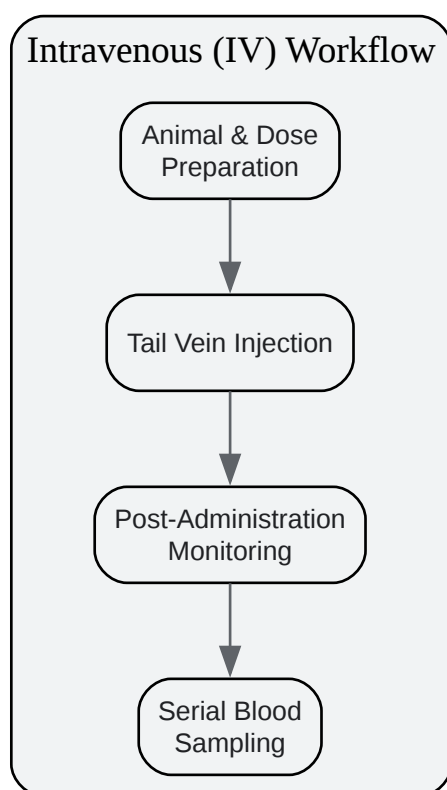 Intravenous (IV) Workflow
Animal & Dose
Preparation
Tail Vein Injection
Post-Administration
Monitoring
Serial Blood
Sampling